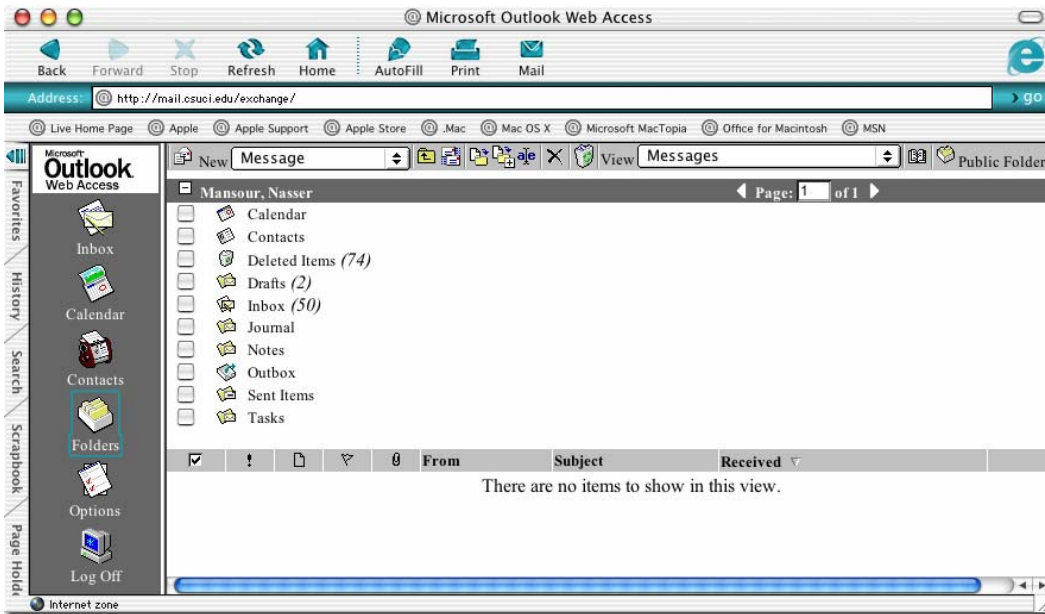 Microsoft Outlook Web Access
Back Forward Stop Refresh Home AutoFill Print Mail
Address: http://mail.csuci.edu/exchange/ go
Live Home Page Apple Apple Support Apple Store .Mac Mac OS X Microsoft MacTopia Office for Macintosh MSN
Microsoft
Outlook
Web Access
New Message View Messages Public Folder
Mansour, Nasser Page: 1 of 1
Calendar
Contacts
Deleted Items (74)
Drafts (2)
Inbox (50)
Journal
Notes
Outbox
Sent Items
Tasks
From Subject Received
There are no items to show in this view.
Inbox
Calendar
Contacts
Folders
Options
Log Off
Favorites
History
Search
Scrapbook
Page Holde
Internet zone